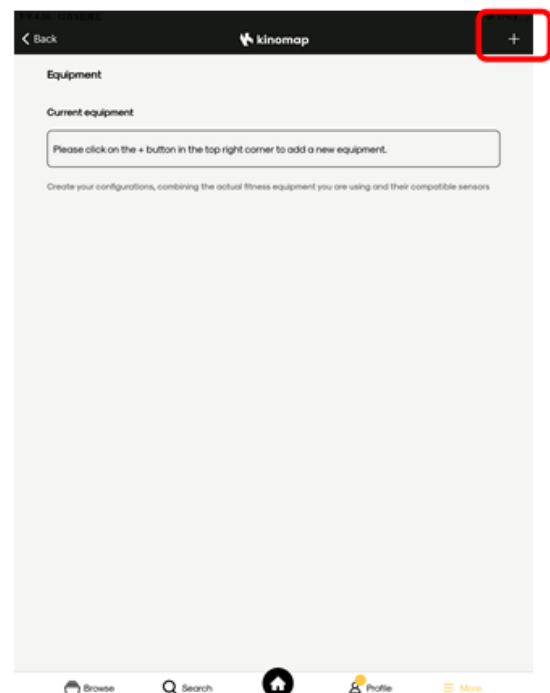 Back
kinomap
+
Equipment
Current equipment
Please click on the + button in the top right corner to add a new equipment.
Create your configurations, combining the actual fitness equipment you are using and their compatible sensors
Browse
Search
Profile
More